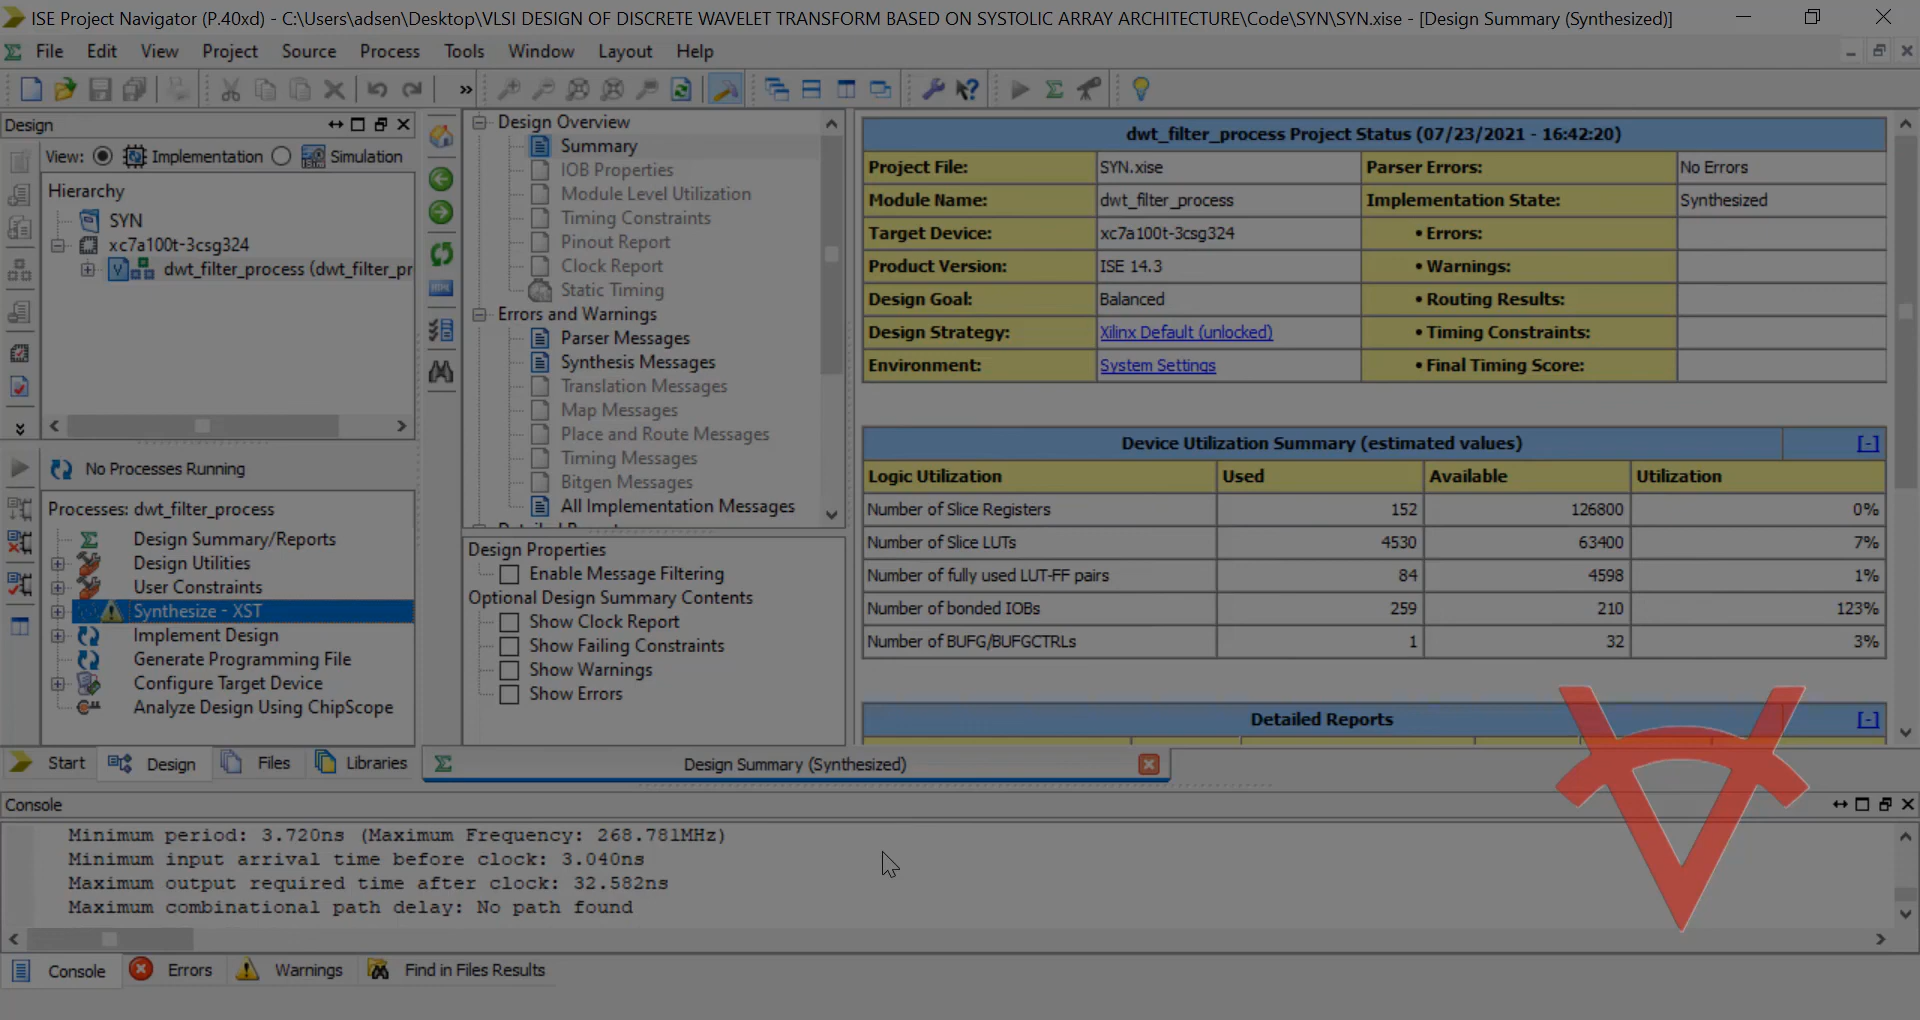 ISE Project Navigator (P.40xd) - C:\Users\adsen\Desktop\VLSI DESIGN OF DISCRETE WAVELET TRANSFORM BASED ON SYSTOLIC ARRAY ARCHITECTURE\Code\SYN\SYN.xise - [Design Summary (Synthesized)]
File Edit View Project Source Process Tools Window Layout Help
Design
View: Implementation Simulation
Hierarchy
SYN
xc7a100t-3csg324
dwt_filter_process (dwt_filter_pr
No Processes Running
Processes: dwt_filter_process
Design Summary/Reports
Design Utilities
User Constraints
Synthesize - XST
Implement Design
Generate Programming File
Configure Target Device
Analyze Design Using ChipScope
Start Design Files Libraries
Design Overview
Summary
IOB Properties
Module Level Utilization
Timing Constraints
Pinout Report
Clock Report
Static Timing
Errors and Warnings
Parser Messages
Synthesis Messages
Translation Messages
Map Messages
Place and Route Messages
Timing Messages
Bitgen Messages
All Implementation Messages
Design Properties
Enable Message Filtering
Optional Design Summary Contents
Show Clock Report
Show Failing Constraints
Show Warnings
Show Errors
dwt_filter_process Project Status (07/23/2021 - 16:42:20)
Project File: SYN.xise Parser Errors: No Errors
Module Name: dwt_filter_process Implementation State: Synthesized
Target Device: xc7a100t-3csg324 • Errors:
Product Version: ISE 14.3 • Warnings:
Design Goal: Balanced • Routing Results:
Design Strategy: Xilinx Default (unlocked) • Timing Constraints:
Environment: System Settings • Final Timing Score:
Device Utilization Summary (estimated values) [-]
Logic Utilization Used Available Utilization
Number of Slice Registers 152 126800 0%
Number of Slice LUTs 4530 63400 7%
Number of fully used LUT-FF pairs 84 4598 1%
Number of bonded IOBs 259 210 123%
Number of BUFG/BUFGCTRLs 1 32 3%
Detailed Reports [-]
Design Summary (Synthesized)
Console
Minimum period: 3.720ns (Maximum Frequency: 268.781MHz)
Minimum input arrival time before clock: 3.040ns
Maximum output required time after clock: 32.582ns
Maximum combinational path delay: No path found
Console Errors Warnings Find in Files Results